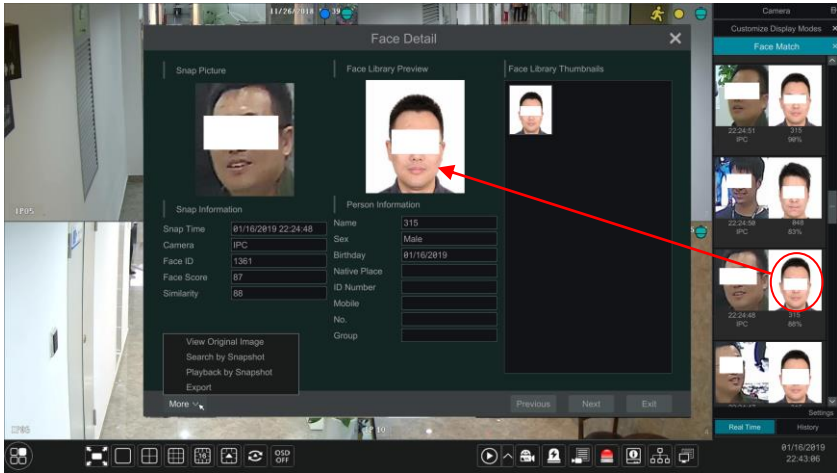 11/26/2018
39
Camera
Customize Display Modes
Face Match
Face Detail
Snap Picture
Face Library Preview
Face Library Thumbnails
Snap Information
Snap Time 01/16/2019 22:24:48
Camera IPC
Face ID 1361
Face Score 87
Similarity 88
Person Information
Name 315
Sex Male
Birthday 01/16/2019
Native Place
ID Number
Mobile
No.
Group
View Original Image
Search by Snapshot
Playback by Snapshot
Export
More
Previous Next Exit
22:24:51 315
IPC 90%
22:24:50 048
IPC 83%
22:24:48 315
IPC 88%
Settings
Real Time History
IP05
10
16
OSD
OFF
01/16/2019
22:43:06